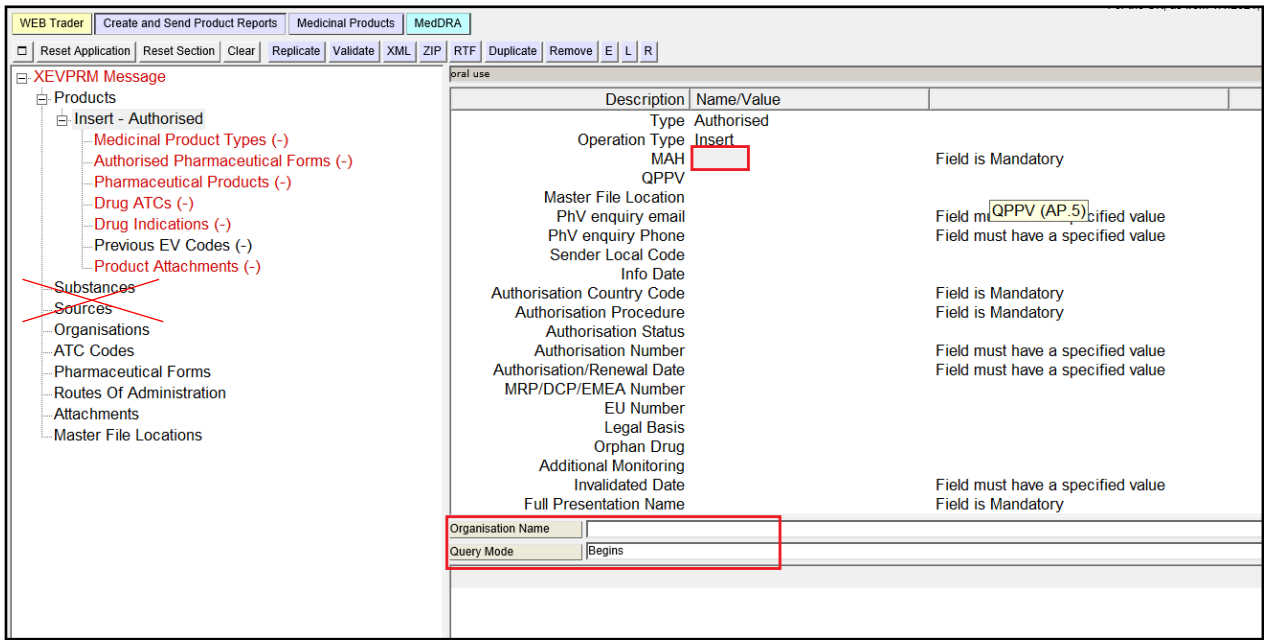 WEB Trader Create and Send Product Reports Medicinal Products MedDRA
Reset Application Reset Section Clear Replicate Validate XML ZIP RTF Duplicate Remove E L R
XEVPRM Message
Products
Insert - Authorised
Medicinal Product Types (-)
Authorised Pharmaceutical Forms (-)
Pharmaceutical Products (-)
Drug ATCs (-)
Drug Indications (-)
Previous EV Codes (-)
Product Attachments (-)
Substances
Sources
Organisations
ATC Codes
Pharmaceutical Forms
Routes Of Administration
Attachments
Master File Locations
oral use
Description Name/Value
Type Authorised
Operation Type Insert
MAH Field is Mandatory
QPPV
Master File Location
QPPV (AP.5)
PhV enquiry email Field cified value
PhV enquiry Phone Field must have a specified value
Sender Local Code
Info Date
Authorisation Country Code Field is Mandatory
Authorisation Procedure Field is Mandatory
Authorisation Status
Authorisation Number Field must have a specified value
Authorisation/Renewal Date Field must have a specified value
MRP/DCP/EMEA Number
EU Number
Legal Basis
Orphan Drug
Additional Monitoring
Invalidated Date Field must have a specified value
Full Presentation Name Field is Mandatory
Organisation Name
Query Mode Begins